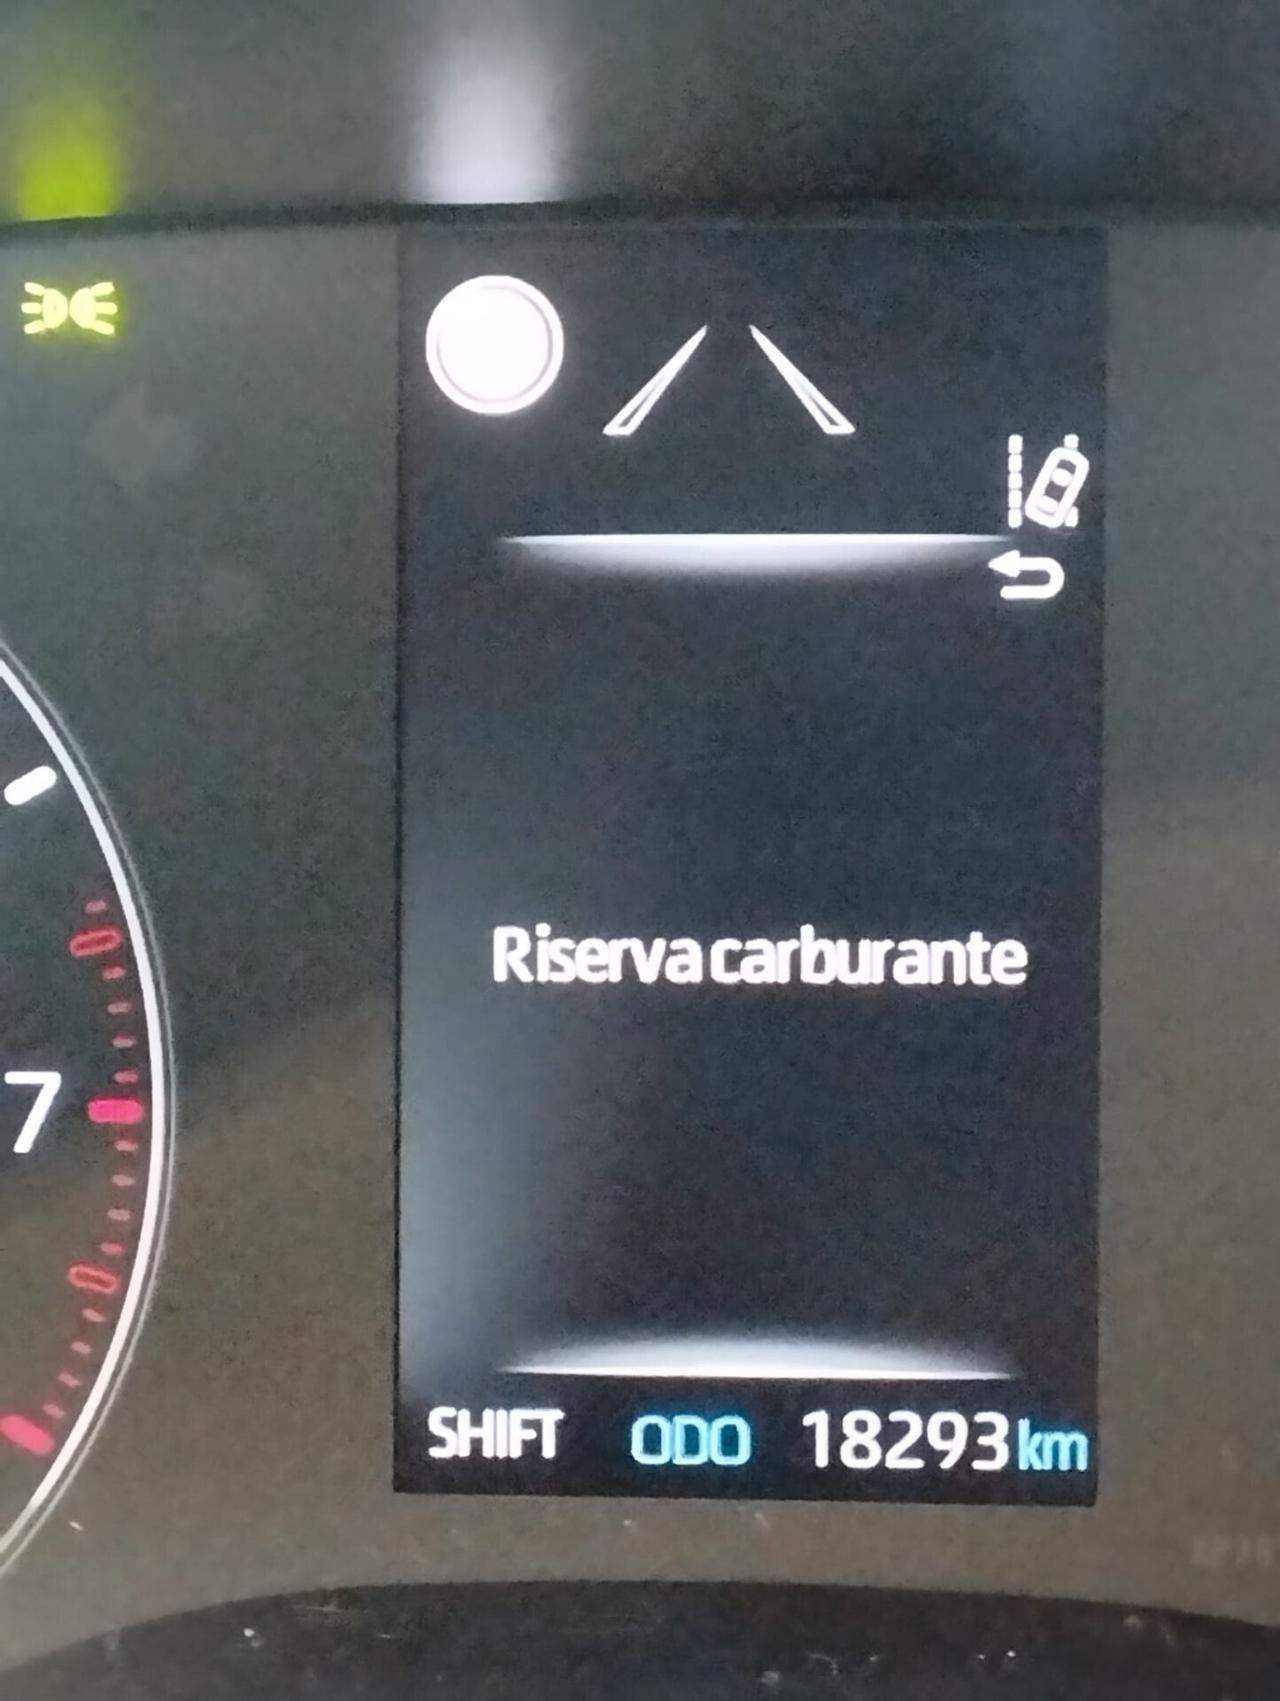 7
Riserva carburante
SHIFT ODO 18293 km